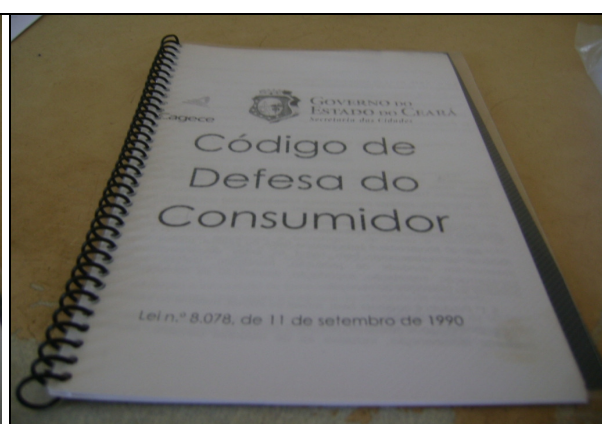 Cagece
GOVERNO DO
ESTADO DO CEARÁ
Secretaria das Cidades
Código de
Defesa do
Consumidor
Lei n.º 8.078, de 11 de setembro de 1990